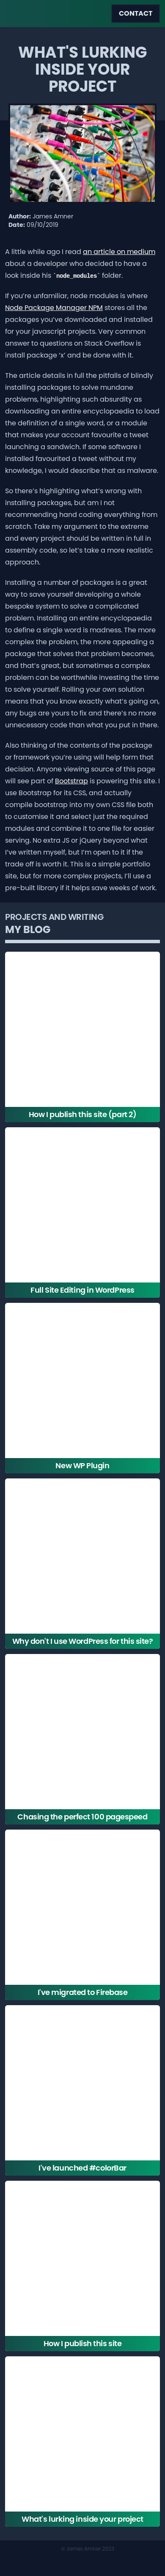 CONTACT
WHAT'S LURKING
INSIDE YOUR
PROJECT
Author: James Amner
Date: 09/10/2019
A little while ago I read an article on medium
about a developer who decided to have a
look inside his `node_modules` folder.
If you're unfamiliar, node modules is where
Node Package Manager NPM stores all the
packages you've downloaded and installed
into your javascript projects. Very common
answer to questions on Stack Overflow is
install package 'x' and be done with it.
The article details in full the pitfalls of blindly
installing packages to solve mundane
problems, highlighting such absurdity as
downloading an entire encyclopaedia to load
the definition of a single word, or a module
that makes your account favourite a tweet
launching a sandwich. If some software I
installed favourited a tweet without my
knowledge, I would describe that as malware.
So there's highlighting what's wrong with
installing packages, but am I not
recommending hand coding everything from
scratch. Take my argument to the extreme
and every project should be written in full in
assembly code, so let's take a more realistic
approach.
Installing a number of packages is a great
way to save yourself developing a whole
bespoke system to solve a complicated
problem. Installing an entire encyclopaedia
to define a single word is madness. The more
complex the problem, the more appealing a
package that solves that problem becomes,
and that's great, but sometimes a complex
problem can be worthwhile investing the time
to solve yourself. Rolling your own solution
means that you know exactly what's going on,
any bugs are yours to fix and there's no more
unnecessary code than what you put in there.
Also thinking of the contents of the package
or framework you're using will help form that
decision. Anyone viewing source of this page
will see part of Bootstrap is powering this site. I
use Bootstrap for its CSS, and actually
compile bootstrap into my own CSS file both
to customise it and select just the required
modules and combine it to one file for easier
serving. No extra JS or jQuery beyond what
I've written myself, but I'm open to it if the
trade off is worth it. This is a simple portfolio
site, but for more complex projects, I'll use a
pre-built library if it helps save weeks of work.
PROJECTS AND WRITING
MY BLOG
How I publish this site (part 2)
Full Site Editing in WordPress
New WP Plugin
Why don't I use WordPress for this site?
Chasing the perfect 100 pagespeed
I've migrated to Firebase
I've launched #colorBar
How I publish this site
What's lurking inside your project